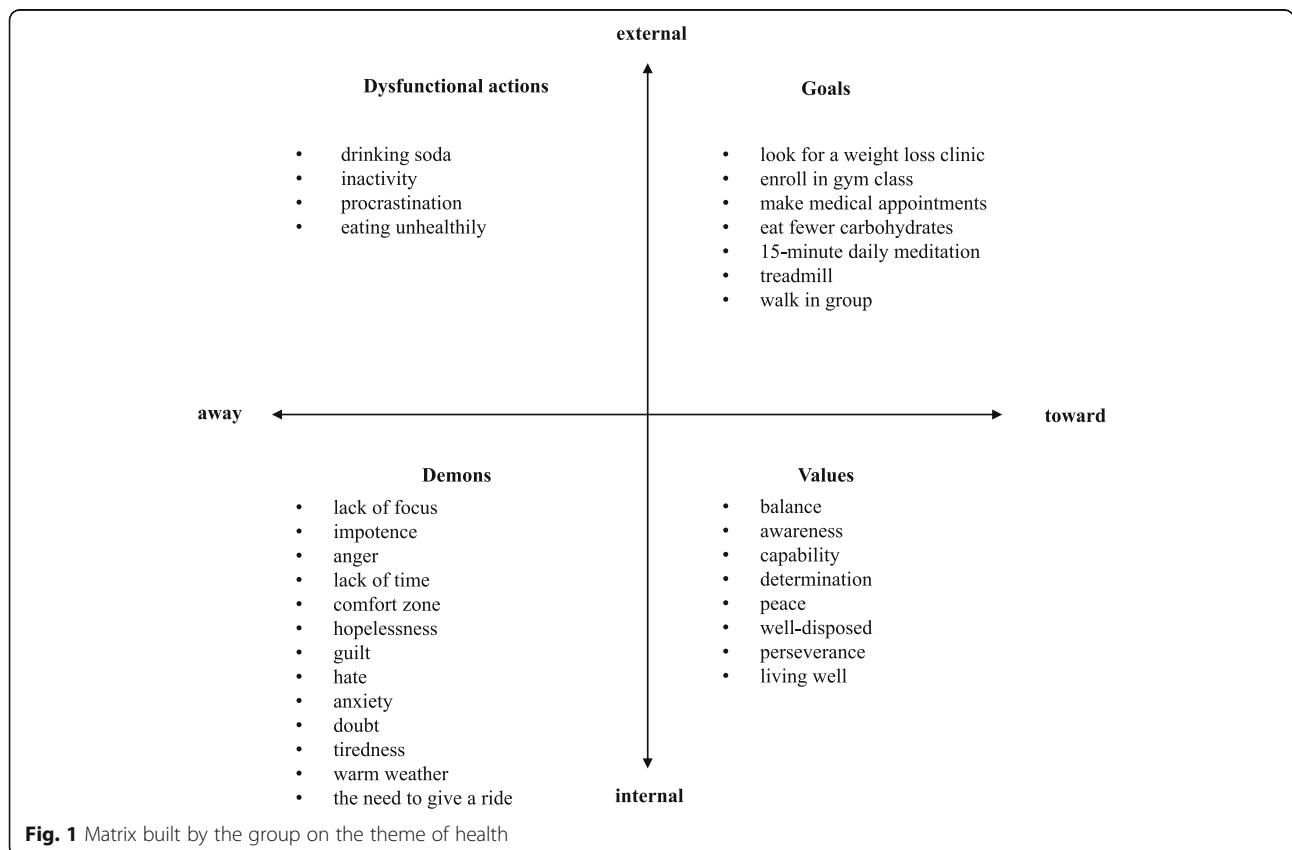 external
Dysfunctional actions
• drinking soda
• inactivity
• procrastination
• eating unhealthily
Goals
• look for a weight loss clinic
• enroll in gym class
• make medical appointments
• eat fewer carbohydrates
• 15-minute daily meditation
• treadmill
• walk in group
away
toward
Demons
• lack of focus
• impotence
• anger
• lack of time
• comfort zone
• hopelessness
• guilt
• hate
• anxiety
• doubt
• tiredness
• warm weather
• the need to give a ride
Values
• balance
• awareness
• capability
• determination
• peace
• well-disposed
• perseverance
• living well
internal
Fig. 1 Matrix built by the group on the theme of health